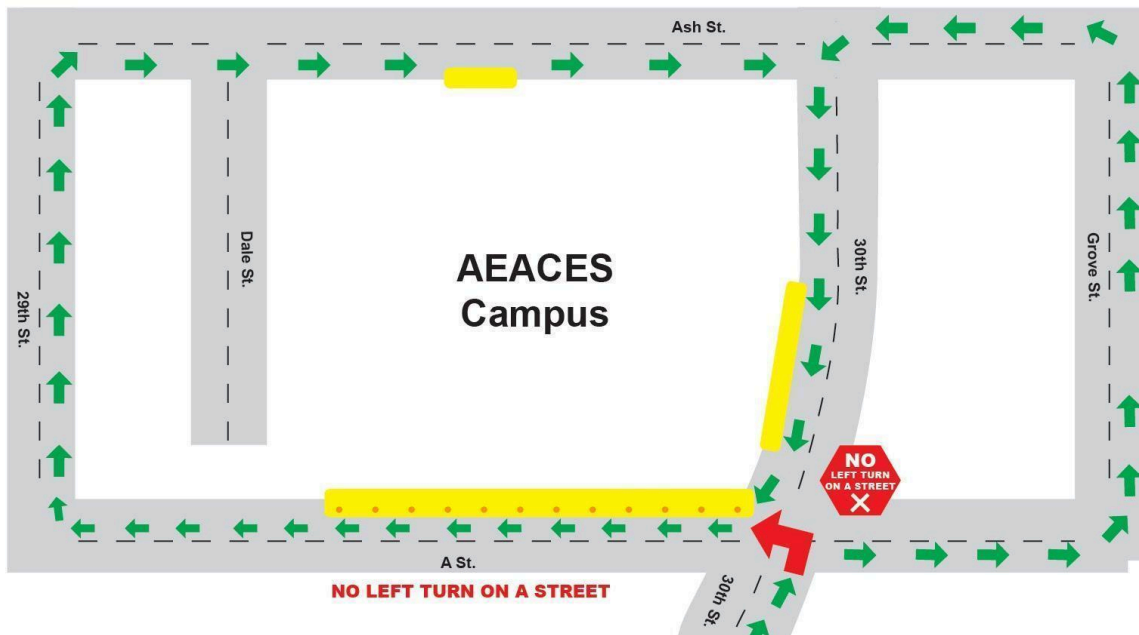 Ash St.
Dale St.
AEACES
Campus
30th St.
Grove St.
29th St.
NO
LEFT TURN
ON A STREET
A St.
NO LEFT TURN ON A STREET
30th St.